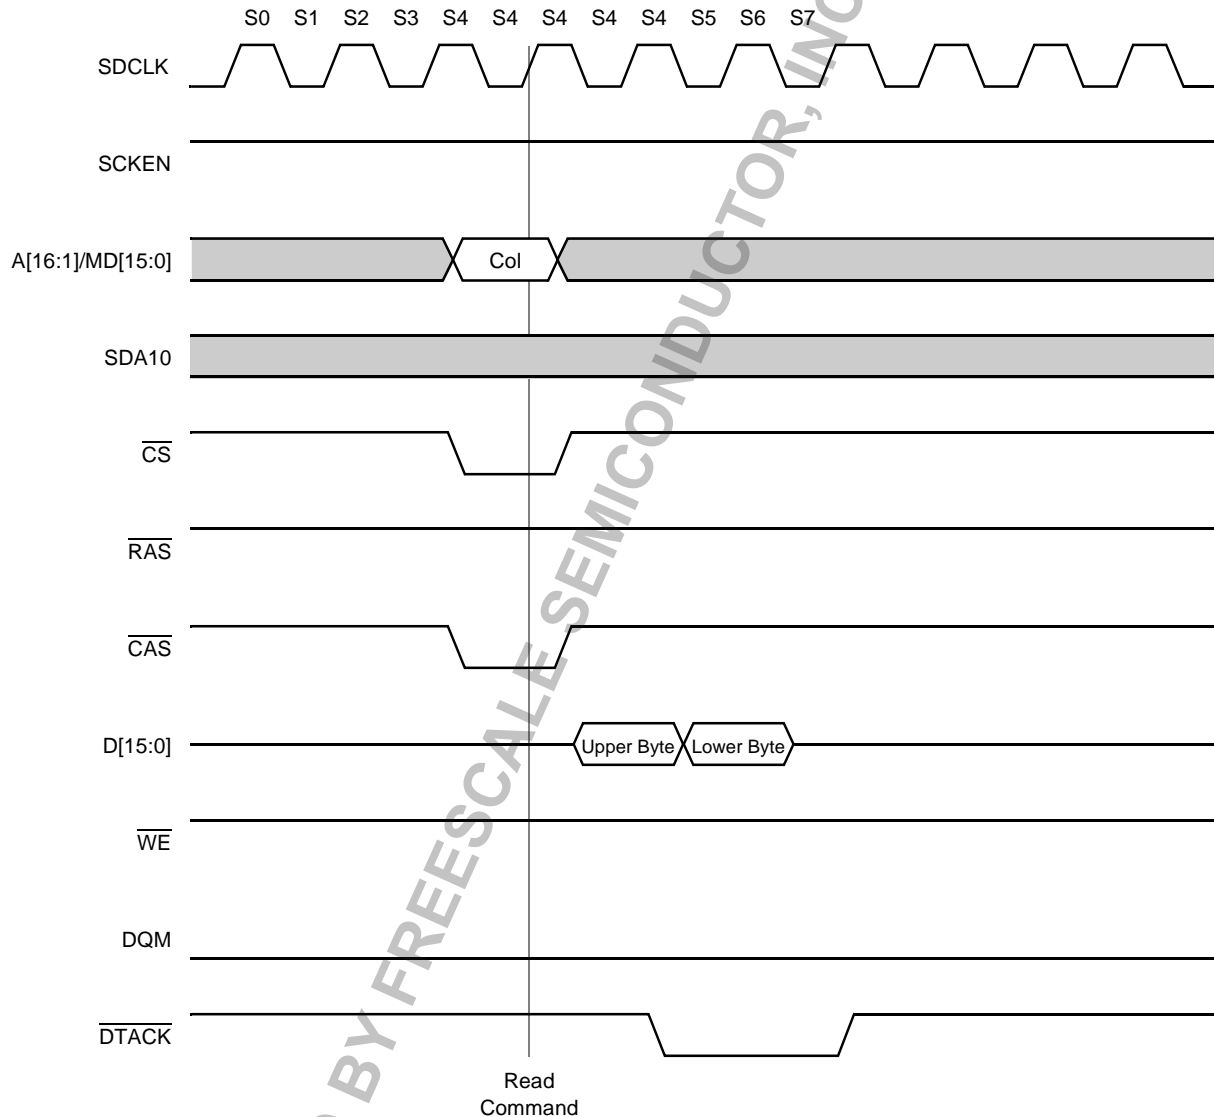 S0 S1 S2 S3 S4 S4 S4 S4 S4 S5 S6 S7
SDCLK
SCKEN
A[16:1]/MD[15:0] Col
SDA10
CS
RAS
CAS
D[15:0] Upper Byte Lower Byte
WE
DQM
DTACK
Read
Command
BY FREESCALE SEMICONDUCTOR, INC